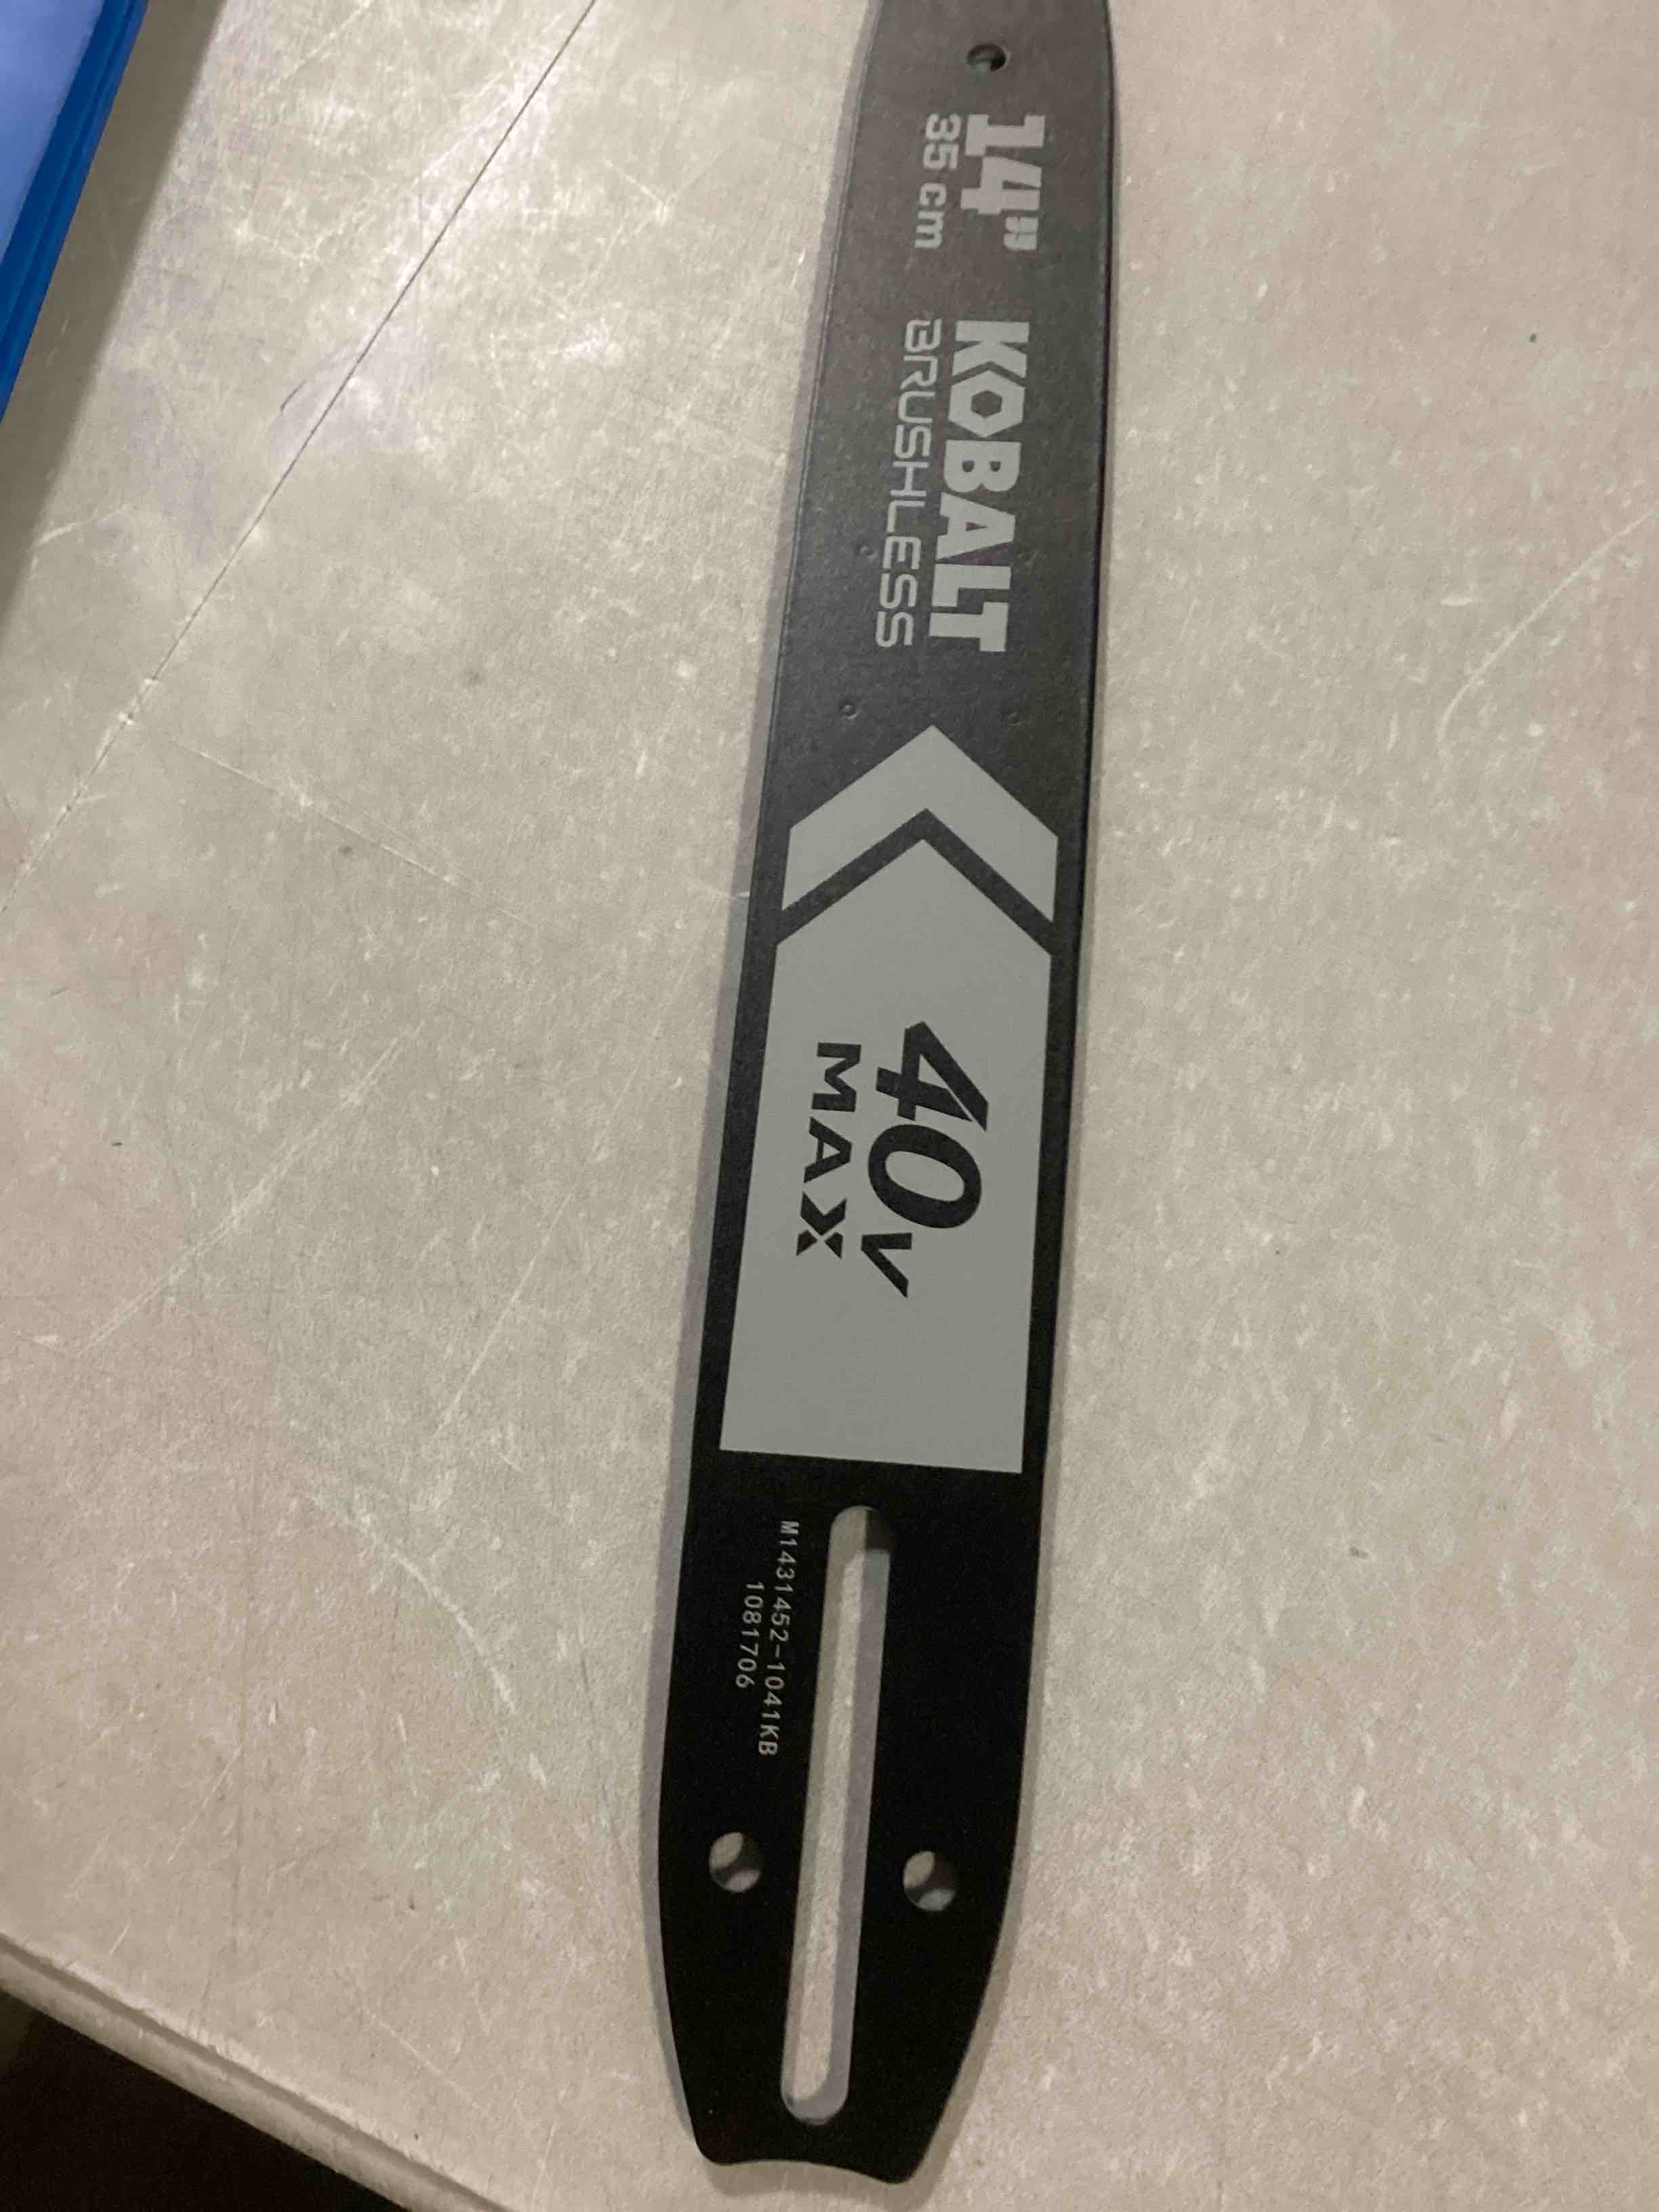 14"
35 cm
KOBALT
BRUSHLESS
40V
MAX
M1431452-1041KB
1081706